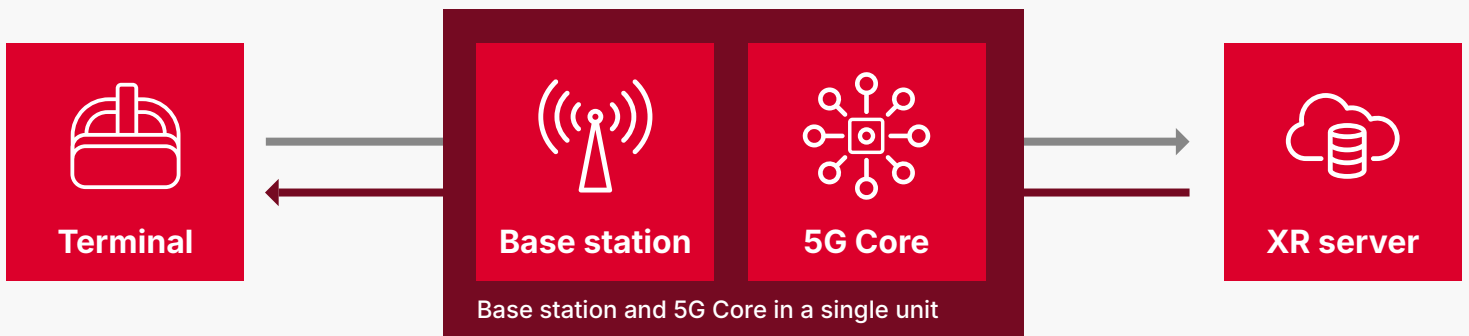 Terminal
Base station
5G Core
XR server
Base station and 5G Core in a single unit